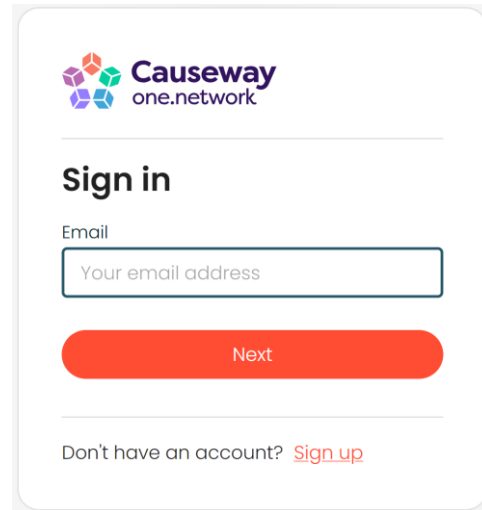 Causeway
one.network
Sign in
Email
Your email address
Next
Don't have an account? Sign up